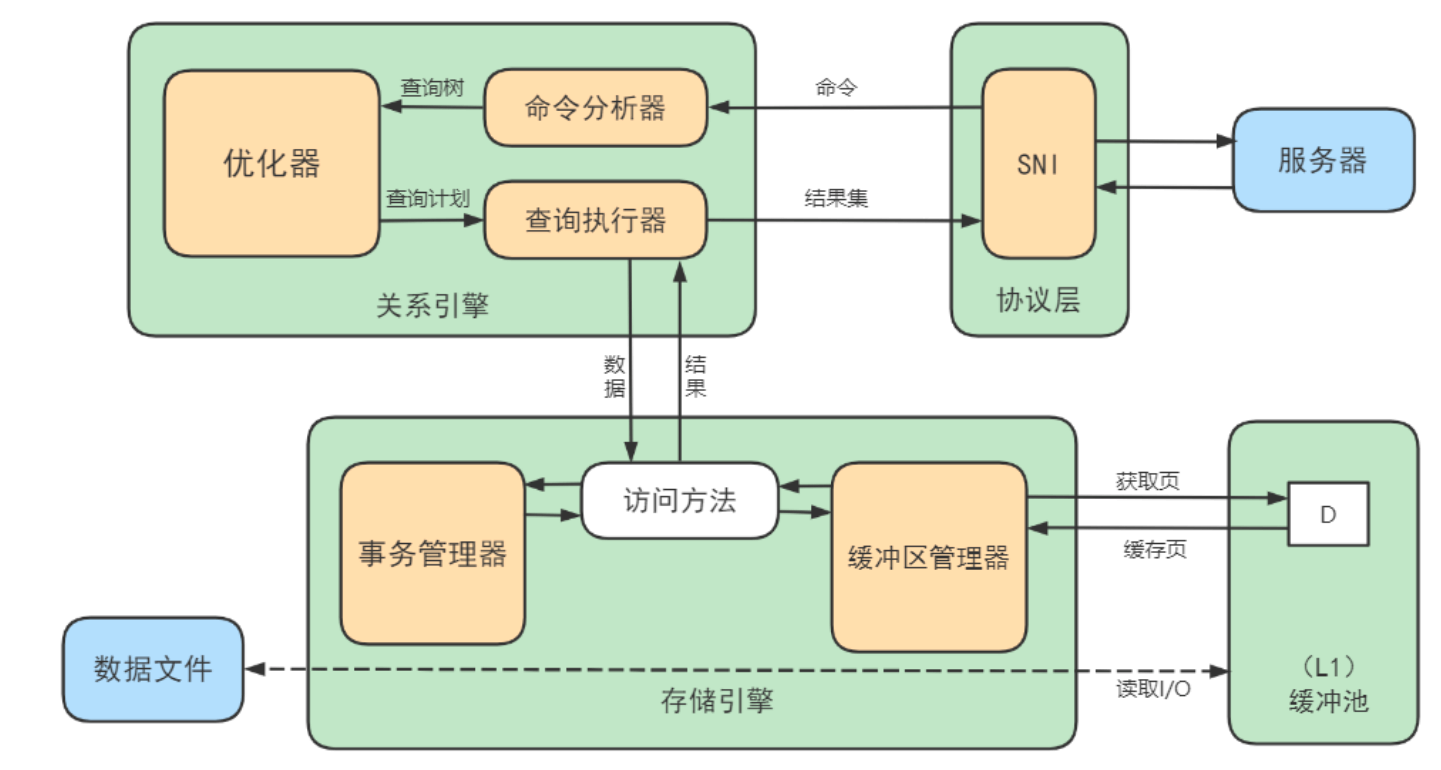 查询树
命令分析器
命令
优化器
SNI
服务器
查询计划
查询执行器
结果集
关系引擎
协议层
数
据
结
果
访问方法
获取页
D
事务管理器
缓冲区管理器
缓存页
数据文件
存储引擎
读取I/O
（L1）
缓冲池